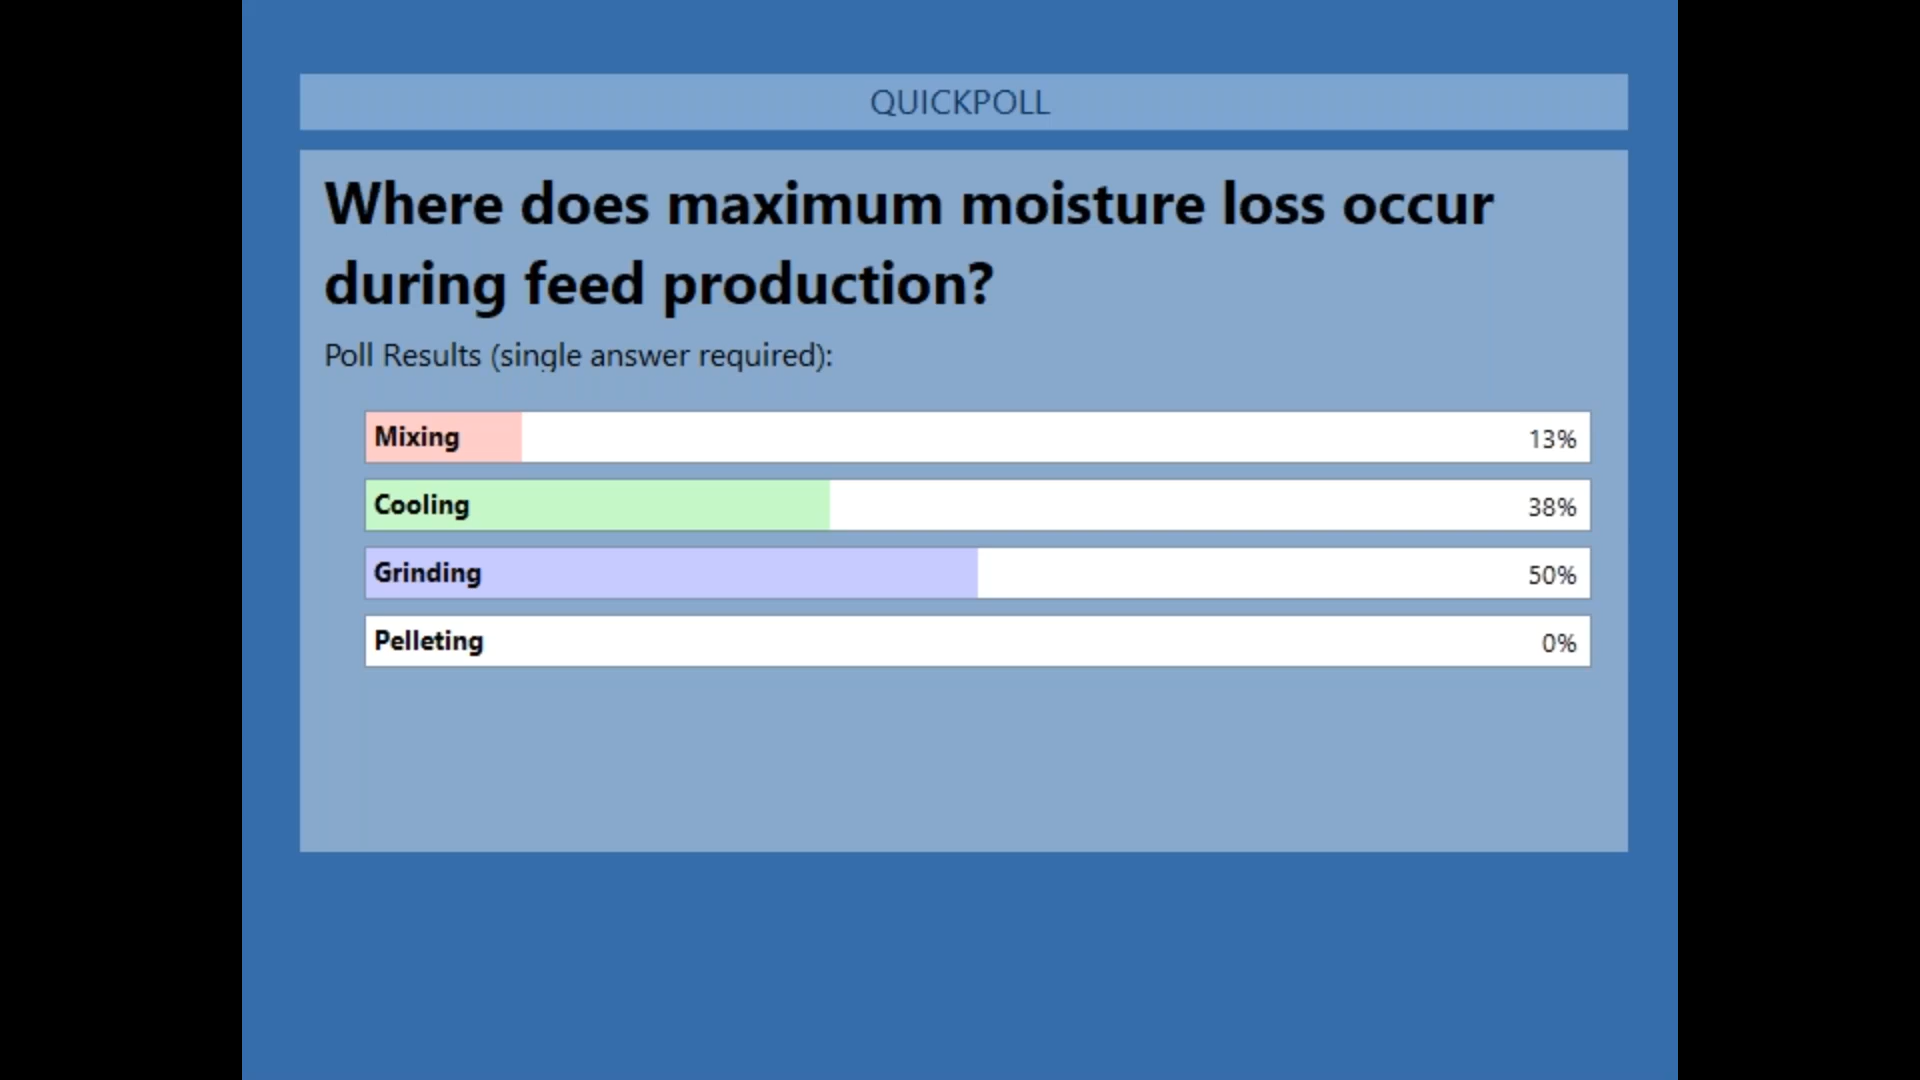 QUICKPOLL
Where does maximum moisture loss occur
during feed production?
Poll Results (single answer required):
Mixing 13%
Cooling 38%
Grinding 50%
Pelleting 0%